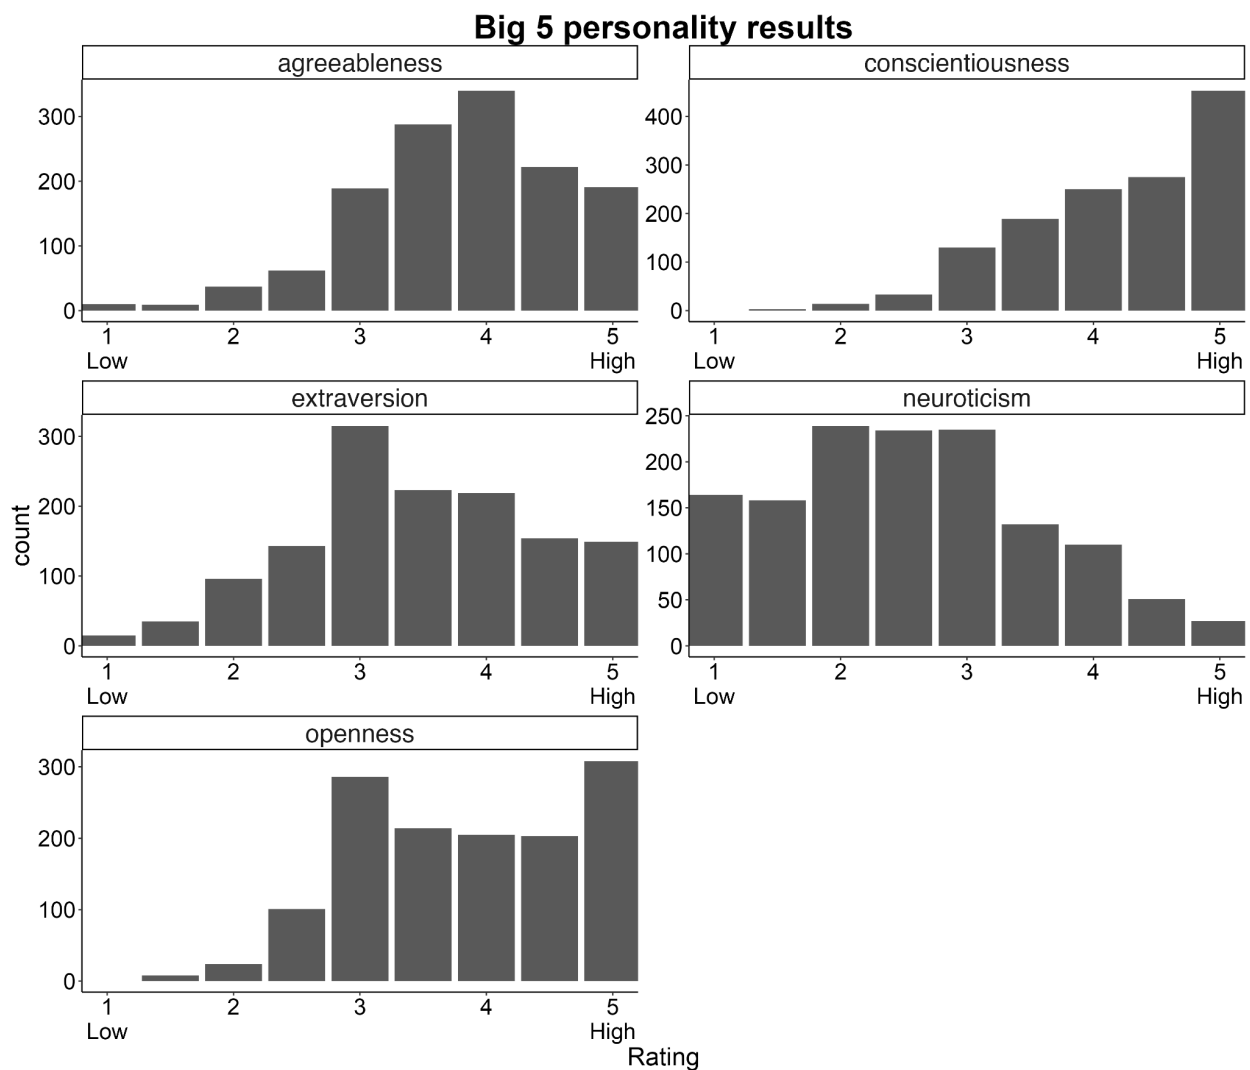 Big 5 personality results
agreeableness
300
200
100
0
1 2 3 4 5
Low High
conscientiousness
400
300
200
100
0
1 2 3 4 5
Low High
extraversion
300
200
100
0
1 2 3 4 5
Low High
neuroticism
250
200
150
100
50
0
1 2 3 4 5
Low High
openness
300
200
100
0
1 2 3 4 5
Low High
count
Rating